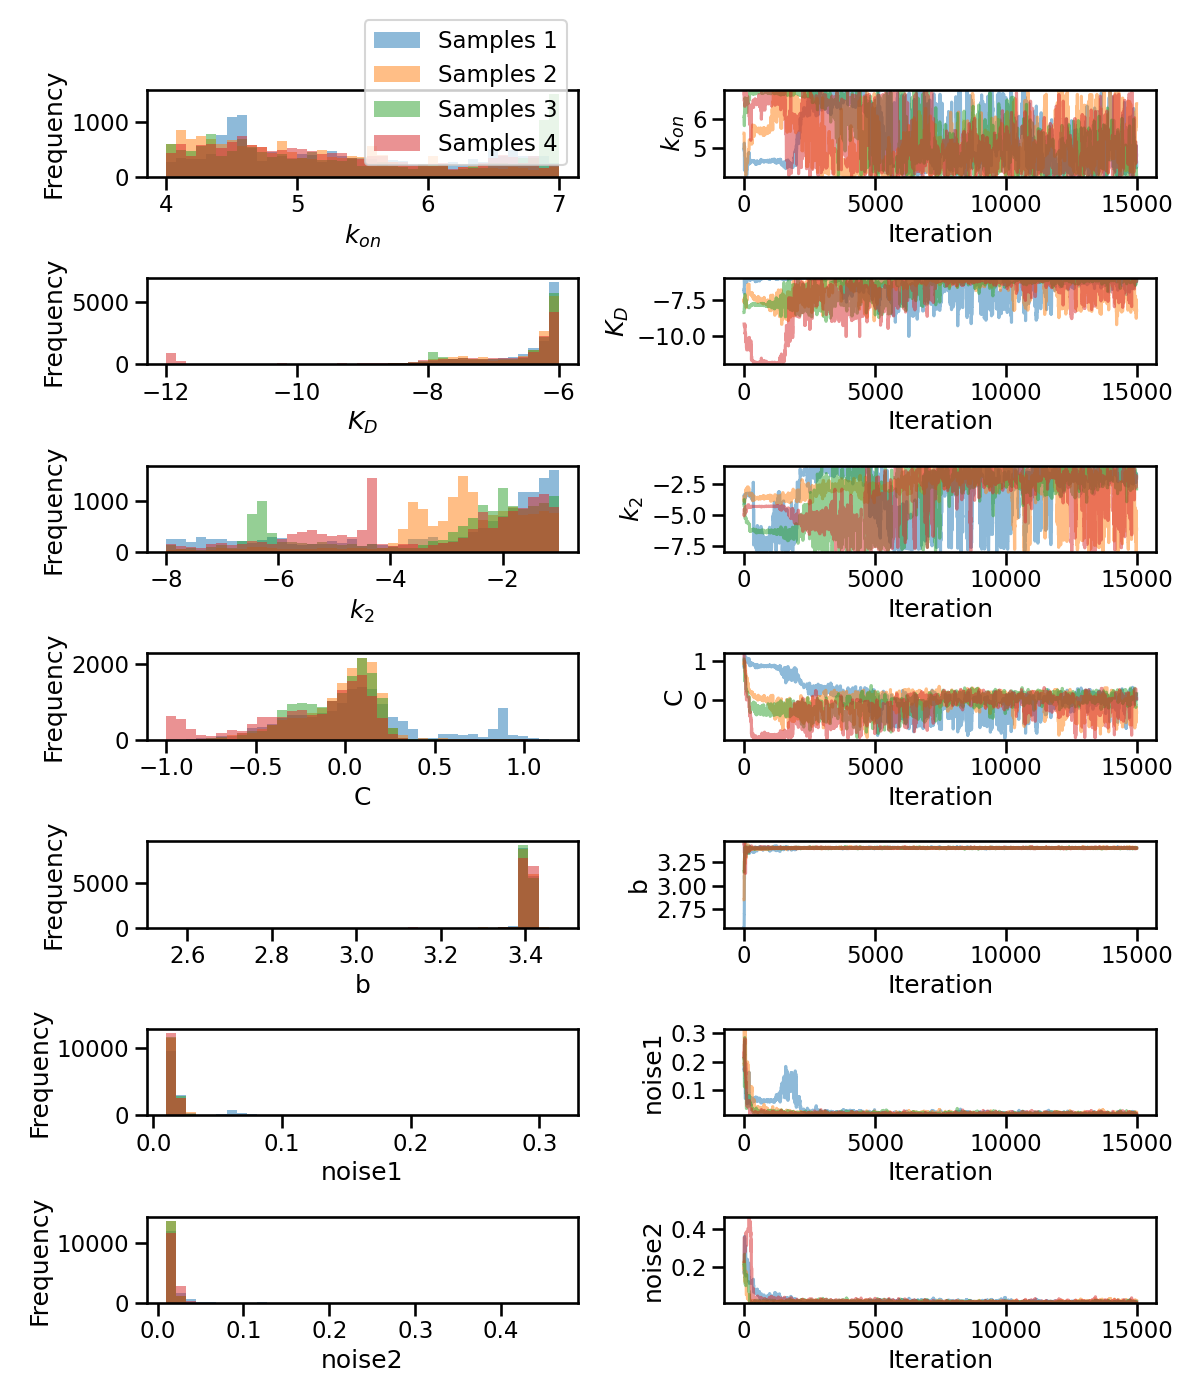 Samples 1
Samples 2
Samples 3
Samples 4
Frequency
1000
0
4 5 6 7
k_on
k_on
6
5
0 5000 10000 15000
Iteration
Frequency
5000
0
−12 −10 −8 −6
K_D
K_D
−7.5
−10.0
0 5000 10000 15000
Iteration
Frequency
1000
0
−8 −6 −4 −2
k_2
k_2
−2.5
−5.0
−7.5
0 5000 10000 15000
Iteration
Frequency
2000
0
−1.0 −0.5 0.0 0.5 1.0
C
C
1
0
0 5000 10000 15000
Iteration
Frequency
5000
0
2.6 2.8 3.0 3.2 3.4
b
b
3.25
3.00
2.75
0 5000 10000 15000
Iteration
Frequency
10000
0
0.0 0.1 0.2 0.3
noise1
noise1
0.3
0.2
0.1
0 5000 10000 15000
Iteration
Frequency
10000
0
0.0 0.1 0.2 0.3 0.4
noise2
noise2
0.4
0.2
0 5000 10000 15000
Iteration